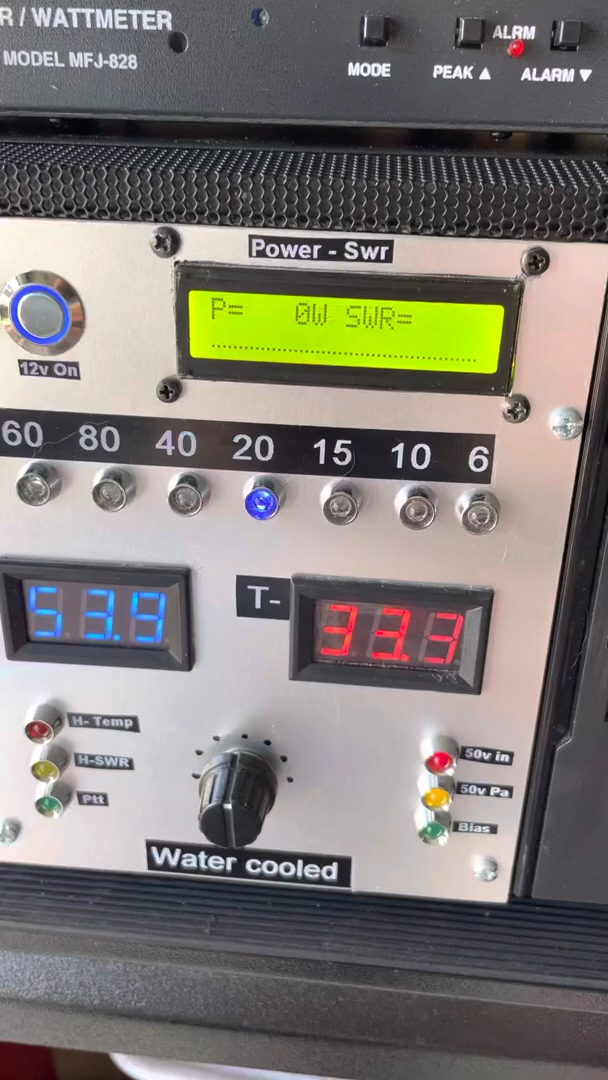 R / WATTMETER
MODEL MFJ-828
MODE
PEAK ▲
ALRM
ALARM ▼
Power - Swr
P= 0W SWR=
12v On
60 80 40 20 15 10 6
53.9
T-
33.7
H- Temp
H-SWR
Ptt
50v in
50v Pa
Bias
Water cooled